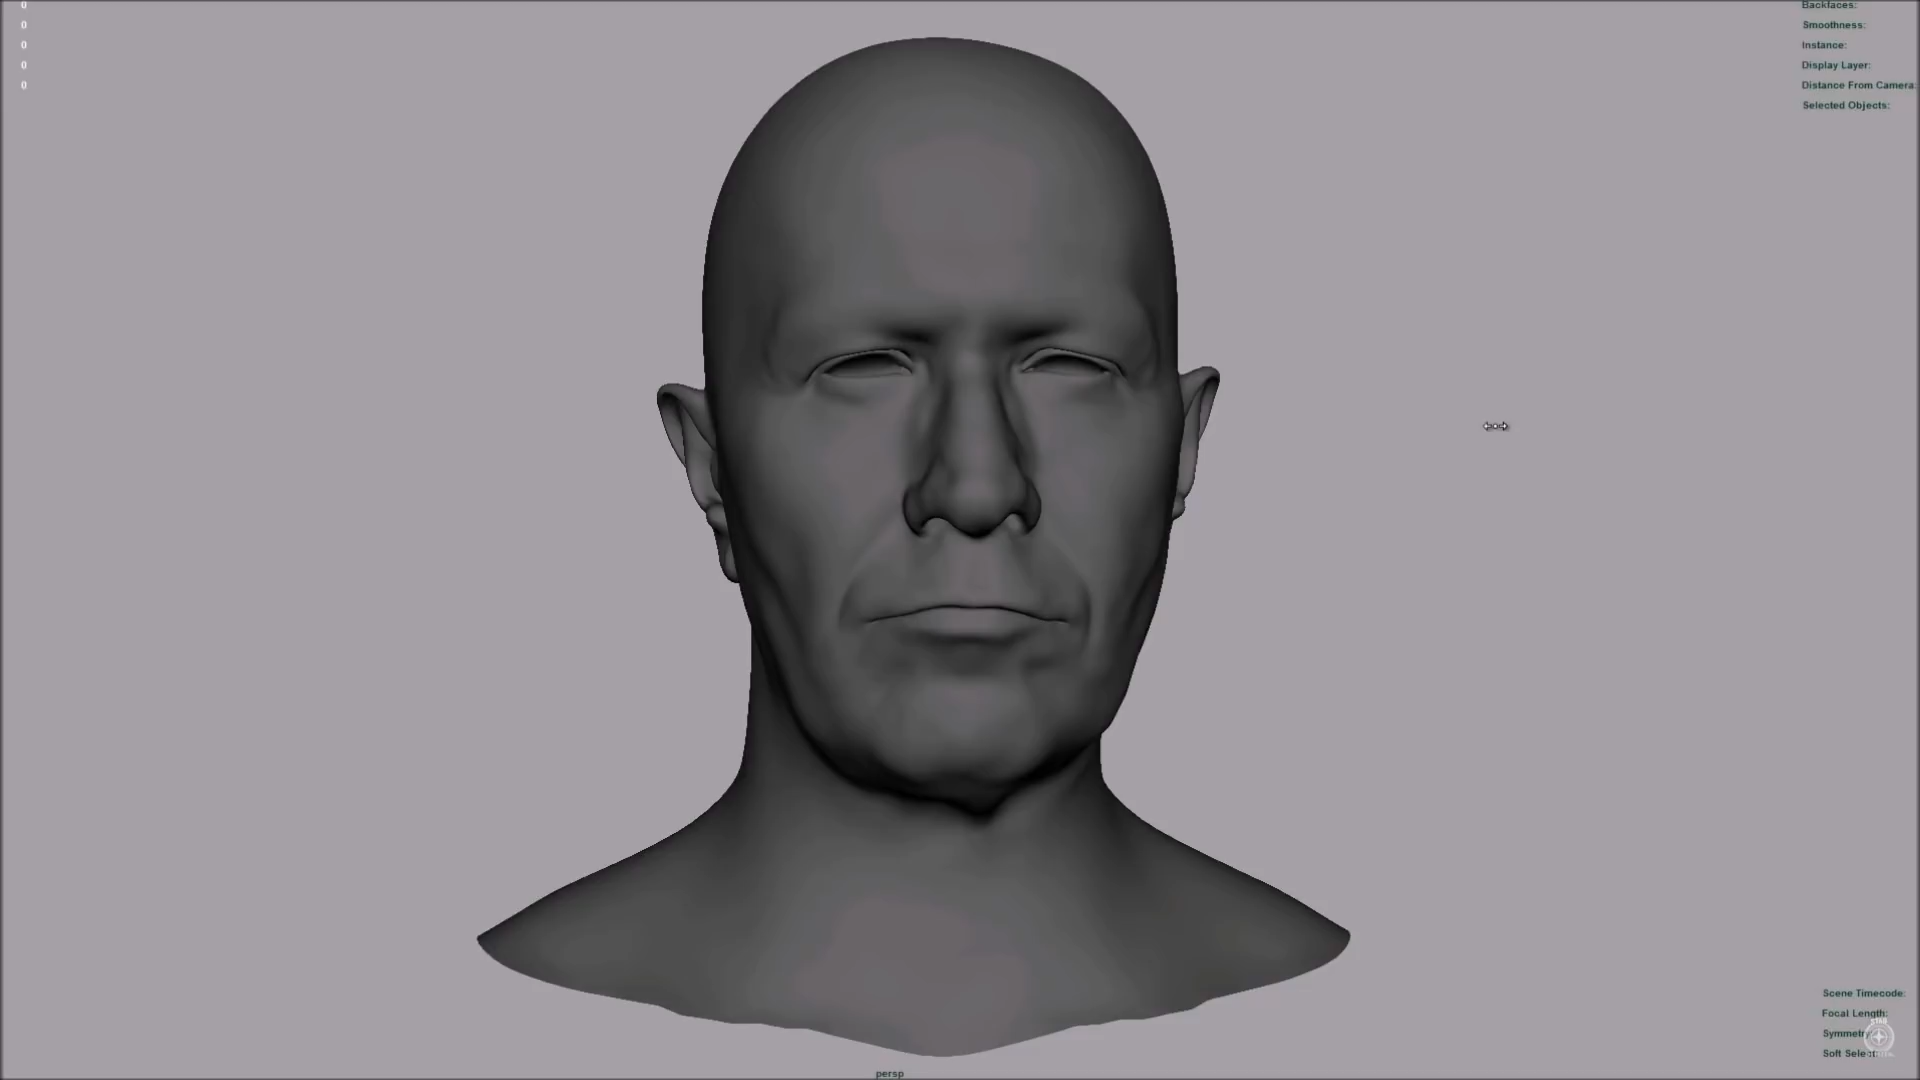 0
0
0
0
0
Backfaces:
Smoothness:
Instance:
Display Layer:
Distance From Camera:
Selected Objects:
Scene Timecode:
Focal Length:
Symmetry
Soft Select
persp